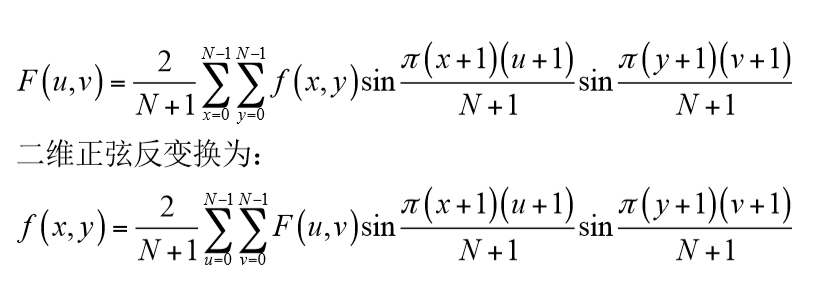 F(u,v) = \frac{2}{N+1} \sum_{x=0}^{N-1} \sum_{y=0}^{N-1} f(x,y) \sin \frac{\pi(x+1)(u+1)}{N+1} \sin \frac{\pi(y+1)(v+1)}{N+1}
二维正弦反变换为：
f(x,y) = \frac{2}{N+1} \sum_{u=0}^{N-1} \sum_{v=0}^{N-1} F(u,v) \sin \frac{\pi(x+1)(u+1)}{N+1} \sin \frac{\pi(y+1)(v+1)}{N+1}